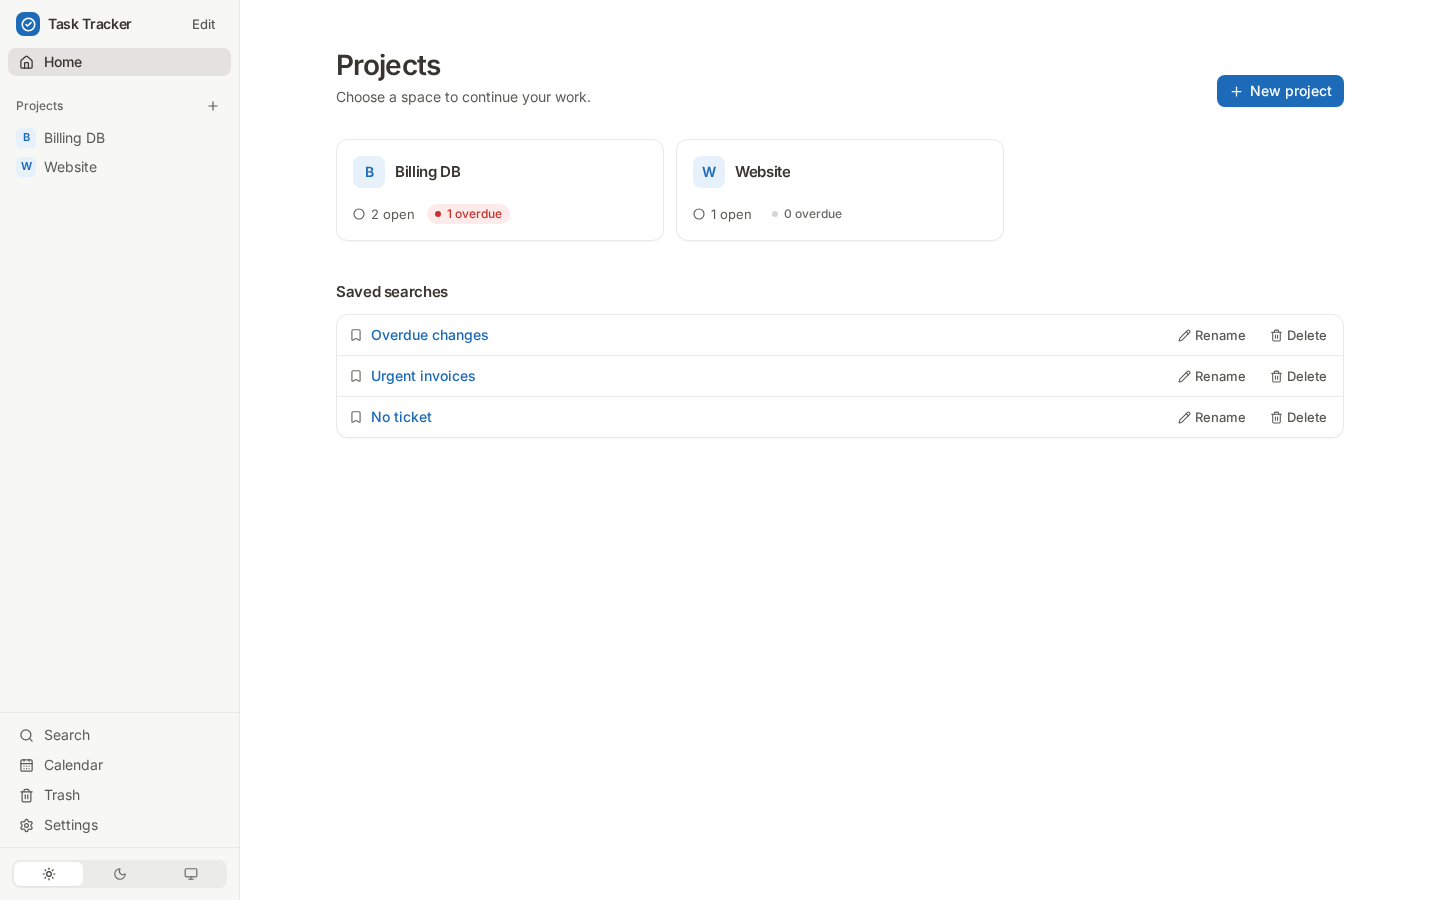 Task Tracker
Edit
Home
Projects
B Billing DB
W Website
Search
Calendar
Trash
Settings
Projects
Choose a space to continue your work.
New project
B Billing DB
2 open 1 overdue
W Website
1 open 0 overdue
Saved searches
Overdue changes Rename Delete
Urgent invoices Rename Delete
No ticket Rename Delete